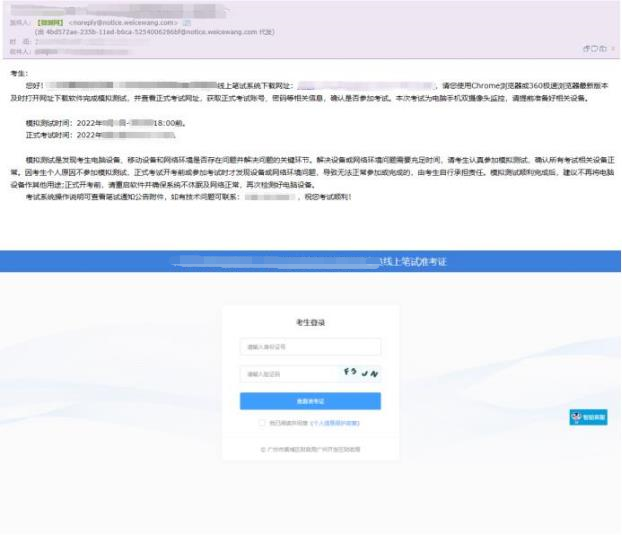 发件人：【微测网】 <noreply@notice.weicewang.com>
(由 4bd572ae-235b-11ed-b6ca-5254006286bf@notice.weicewang.com 代发)
时 间：
收件人：
考生：
您好！ 线上笔试系统下载网址： ，请您使用Chrome浏览器或360极速浏览器最新版本
及时打开网址下载软件完成模拟测试，并查看正式考试网址，获取正式考试账号、密码等相关信息，确认是否参加考试。本次考试为电脑手机双摄像头监控，请提前准备好相关设备。
模拟测试时间：2022年 18:00前。
正式考试时间：2022年
模拟测试是发现考生电脑设备、移动设备和网络环境是否存在问题并解决问题的关键环节。解决设备或网络环境问题需要充足时间，请考生认真参加模拟测试，确认所有考试相关设备正
常。因考生个人原因不参加模拟测试，正式考试开考前或参加考试时才发现设备或网络环境问题，导致无法正常参加或完成的，由考生自行承担责任。模拟测试顺利完成后，建议不再将电脑
设备作其他用途;正式开考前，请重启软件并确保系统不休眠及网络正常，再次检测好电脑设备。
考试系统操作说明可查看笔试通知公告附件，如有技术问题可联系： ，祝您考试顺利！
线上笔试准考证
考生登录
请输入身份证号
请输入验证码
F3JN
查看准考证
我已阅读并同意《个人信息保护政策》
© 广州市黄埔区财政局广州开发区财政局
智能客服